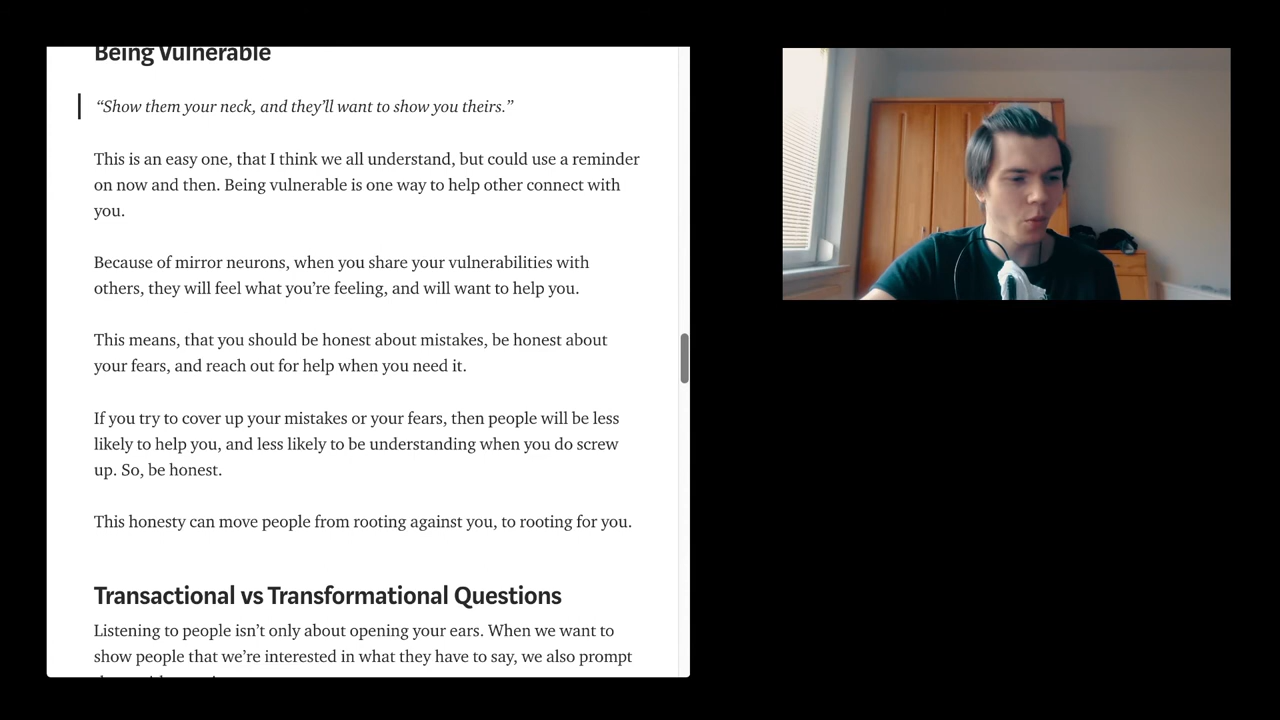 Being Vulnerable
“Show them your neck, and they’ll want to show you theirs.”
This is an easy one, that I think we all understand, but could use a reminder
on now and then. Being vulnerable is one way to help other connect with
you.
Because of mirror neurons, when you share your vulnerabilities with
others, they will feel what you’re feeling, and will want to help you.
This means, that you should be honest about mistakes, be honest about
your fears, and reach out for help when you need it.
If you try to cover up your mistakes or your fears, then people will be less
likely to help you, and less likely to be understanding when you do screw
up. So, be honest.
This honesty can move people from rooting against you, to rooting for you.
Transactional vs Transformational Questions
Listening to people isn’t only about opening your ears. When we want to
show people that we’re interested in what they have to say, we also prompt